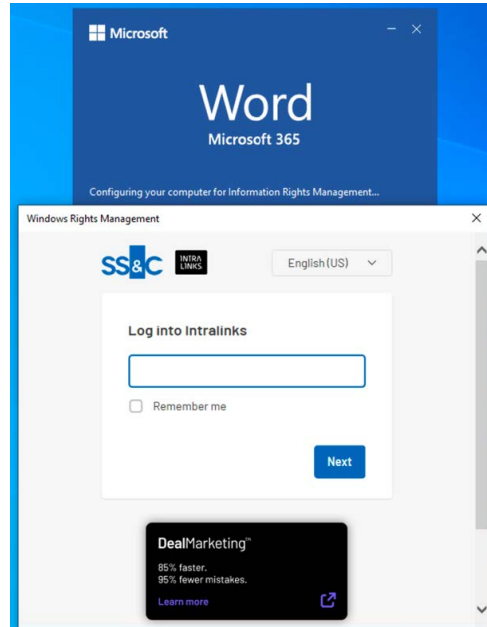 Microsoft
Word
Microsoft 365
Configuring your computer for Information Rights Management...
Windows Rights Management
SS&C INTRA
LINKS
English (US)
Log into Intralinks
Remember me
Next
DealMarketing™
85% faster.
95% fewer mistakes.
Learn more